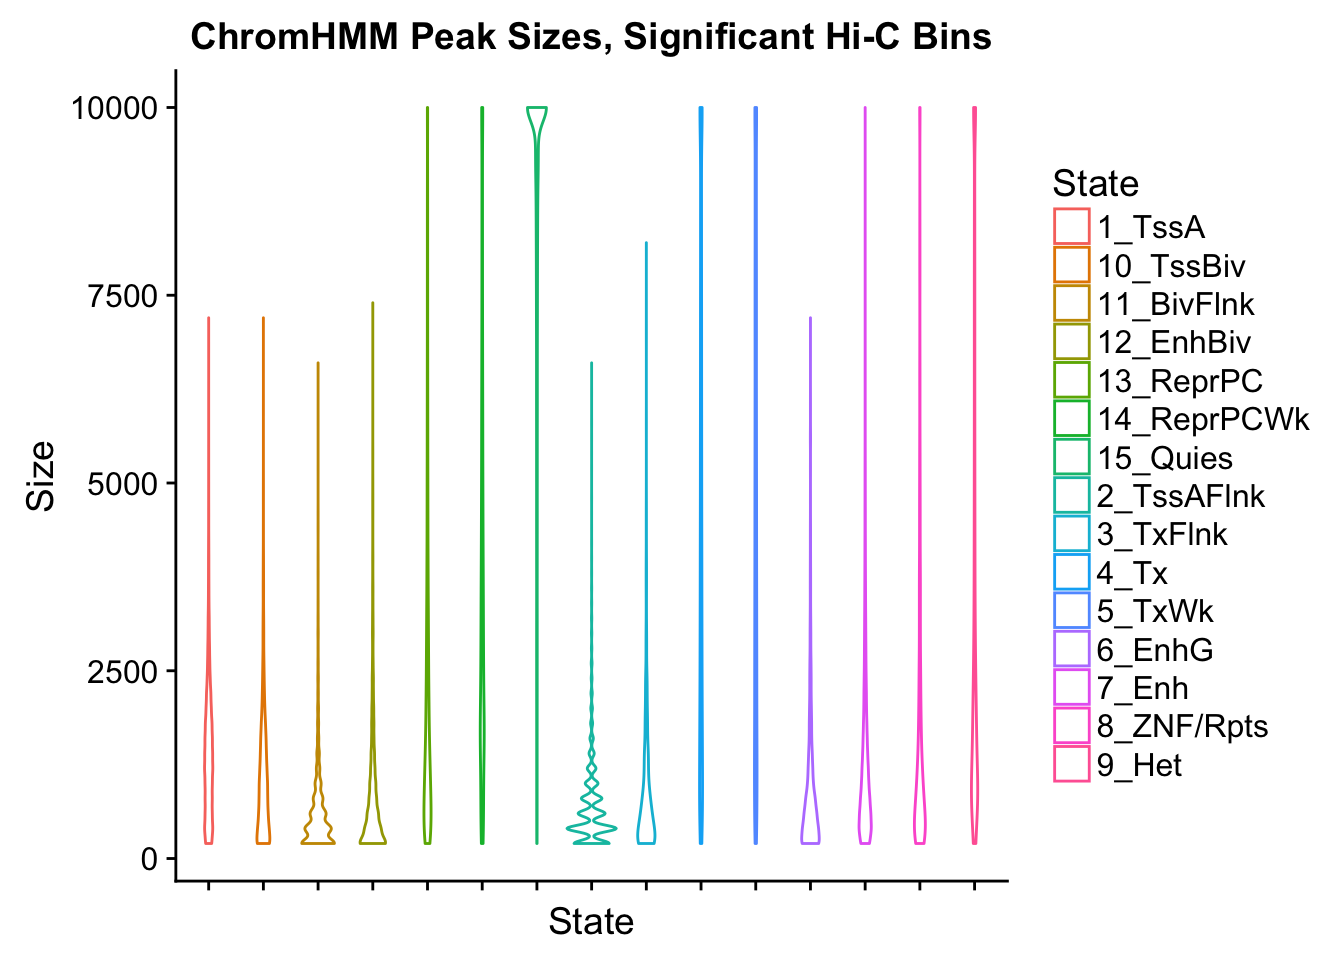 ChromHMM Peak Sizes, Significant Hi-C Bins
10000
7500
5000
2500
0
Size
State
State
1_TssA
10_TssBiv
11_BivFlnk
12_EnhBiv
13_ReprPC
14_ReprPCWk
15_Quies
2_TssAFlnk
3_TxFlnk
4_Tx
5_TxWk
6_EnhG
7_Enh
8_ZNF/Rpts
9_Het